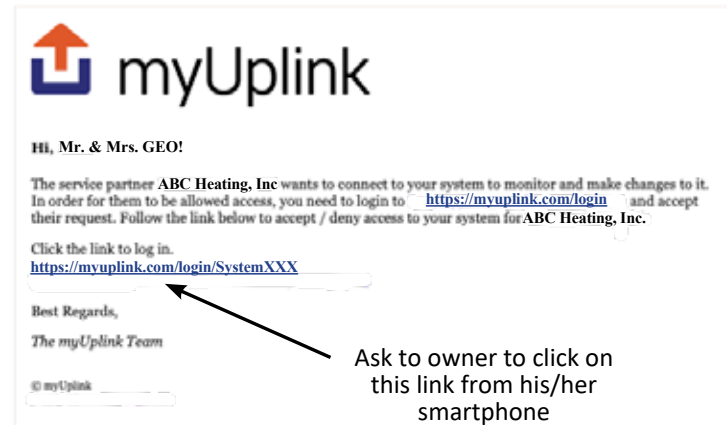 myUplink
Hi, Mr. & Mrs. GEO!
The service partner ABC Heating, Inc wants to connect to your system to monitor and make changes to it.
In order for them to be allowed access, you need to login to https://myuplink.com/login and accept
their request. Follow the link below to accept / deny access to your system for ABC Heating, Inc.
Click the link to log in.
https://myuplink.com/login/SystemXXX
Best Regards,
The myUplink Team
© myUplink
Ask to owner to click on
this link from his/her
smartphone